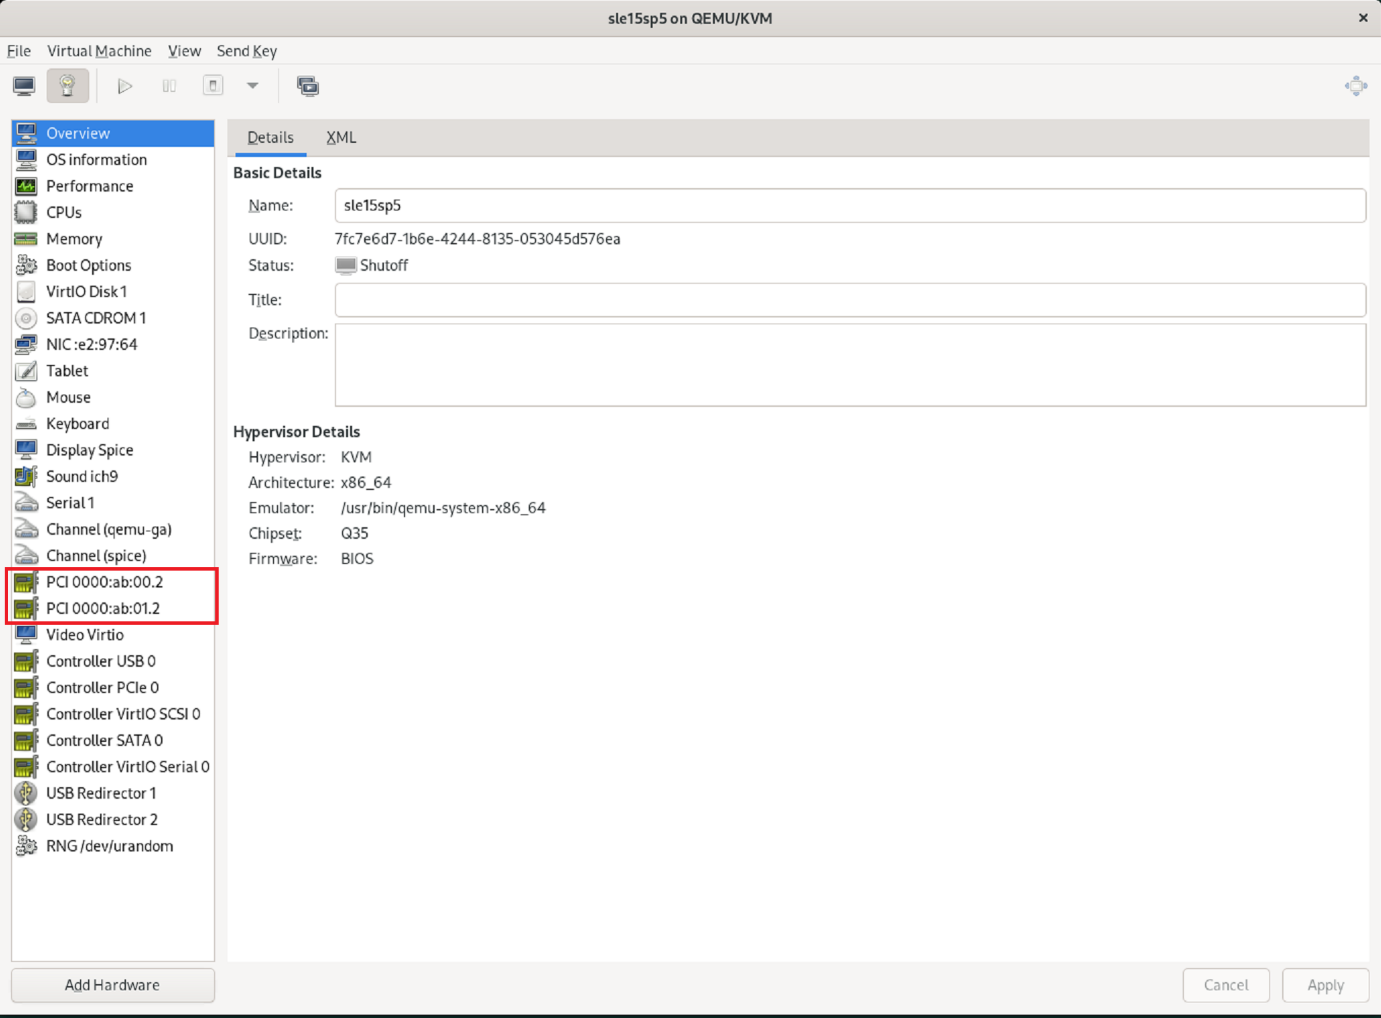 sle15sp5 on QEMU/KVM
File Virtual Machine View Send Key
Overview
OS information
Performance
CPUs
Memory
Boot Options
VirtIO Disk 1
SATA CDROM 1
NIC :e2:97:64
Tablet
Mouse
Keyboard
Display Spice
Sound ich9
Serial 1
Channel (qemu-ga)
Channel (spice)
PCI 0000:ab:00.2
PCI 0000:ab:01.2
Video Virtio
Controller USB 0
Controller PCIe 0
Controller VirtIO SCSI 0
Controller SATA 0
Controller VirtIO Serial 0
USB Redirector 1
USB Redirector 2
RNG /dev/urandom
Add Hardware
Details XML
Basic Details
Name: sle15sp5
UUID: 7fc7e6d7-1b6e-4244-8135-053045d576ea
Status: Shutoff
Title:
Description:
Hypervisor Details
Hypervisor: KVM
Architecture: x86_64
Emulator: /usr/bin/qemu-system-x86_64
Chipset: Q35
Firmware: BIOS
Cancel Apply